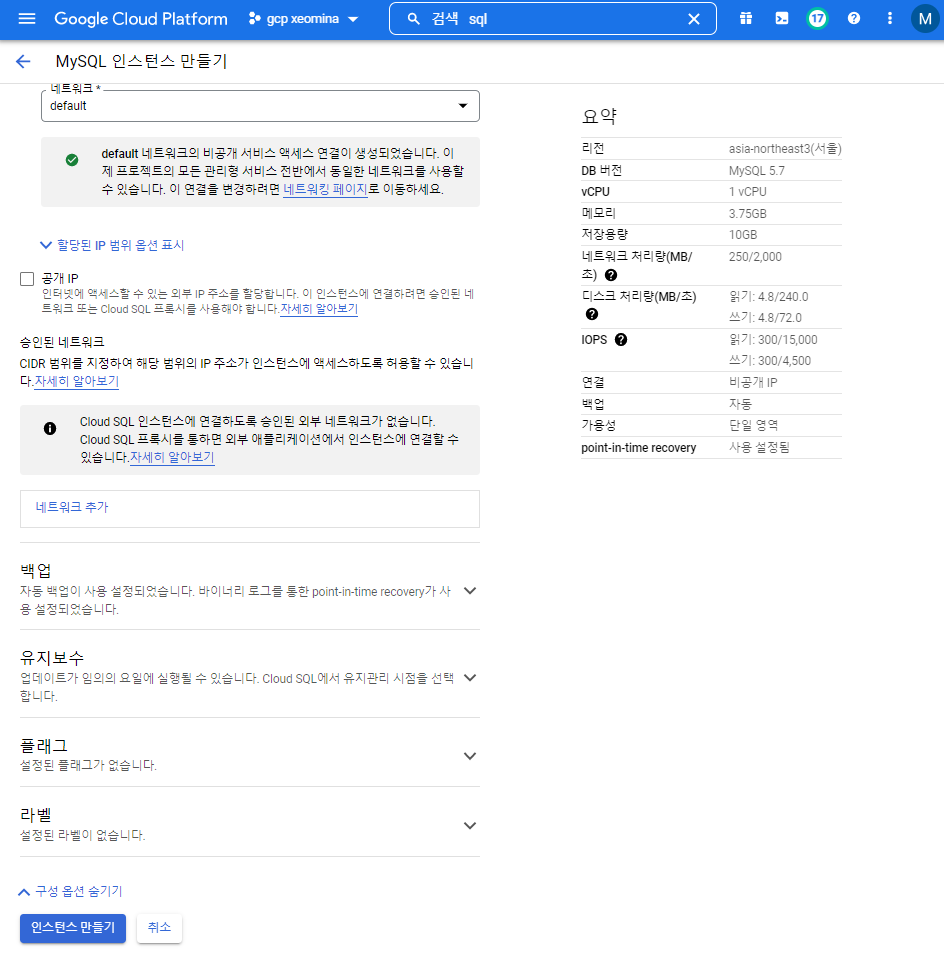 Google Cloud Platform
gcp xeomina
검색 sql
17
M
MySQL 인스턴스 만들기
네트워크 *
default
default 네트워크의 비공개 서비스 액세스 연결이 생성되었습니다. 이
제 프로젝트의 모든 관리형 서비스 전반에서 동일한 네트워크를 사용할
수 있습니다. 이 연결을 변경하려면 네트워킹 페이지로 이동하세요.
할당된 IP 범위 옵션 표시
공개 IP
인터넷에 액세스할 수 있는 외부 IP 주소를 할당합니다. 이 인스턴스에 연결하려면 승인된 네
트워크 또는 Cloud SQL 프록시를 사용해야 합니다.자세히 알아보기
승인된 네트워크
CIDR 범위를 지정하여 해당 범위의 IP 주소가 인스턴스에 액세스하도록 허용할 수 있습니
다.자세히 알아보기
Cloud SQL 인스턴스에 연결하도록 승인된 외부 네트워크가 없습니다.
Cloud SQL 프록시를 통하면 외부 애플리케이션에서 인스턴스에 연결할 수
있습니다.자세히 알아보기
네트워크 추가
백업
자동 백업이 사용 설정되었습니다. 바이너리 로그를 통한 point-in-time recovery가 사
용 설정되었습니다.
유지보수
업데이트가 임의의 요일에 실행될 수 있습니다. Cloud SQL에서 유지관리 시점을 선택
합니다.
플래그
설정된 플래그가 없습니다.
라벨
설정된 라벨이 없습니다.
구성 옵션 숨기기
인스턴스 만들기 취소
요약
리전 asia-northeast3(서울)
DB 버전 MySQL 5.7
vCPU 1 vCPU
메모리 3.75GB
저장용량 10GB
네트워크 처리량(MB/ 250/2,000
초)
디스크 처리량(MB/초) 읽기: 4.8/240.0
쓰기: 4.8/72.0
IOPS 읽기: 300/15,000
쓰기: 300/4,500
연결 비공개 IP
백업 자동
가용성 단일 영역
point-in-time recovery 사용 설정됨